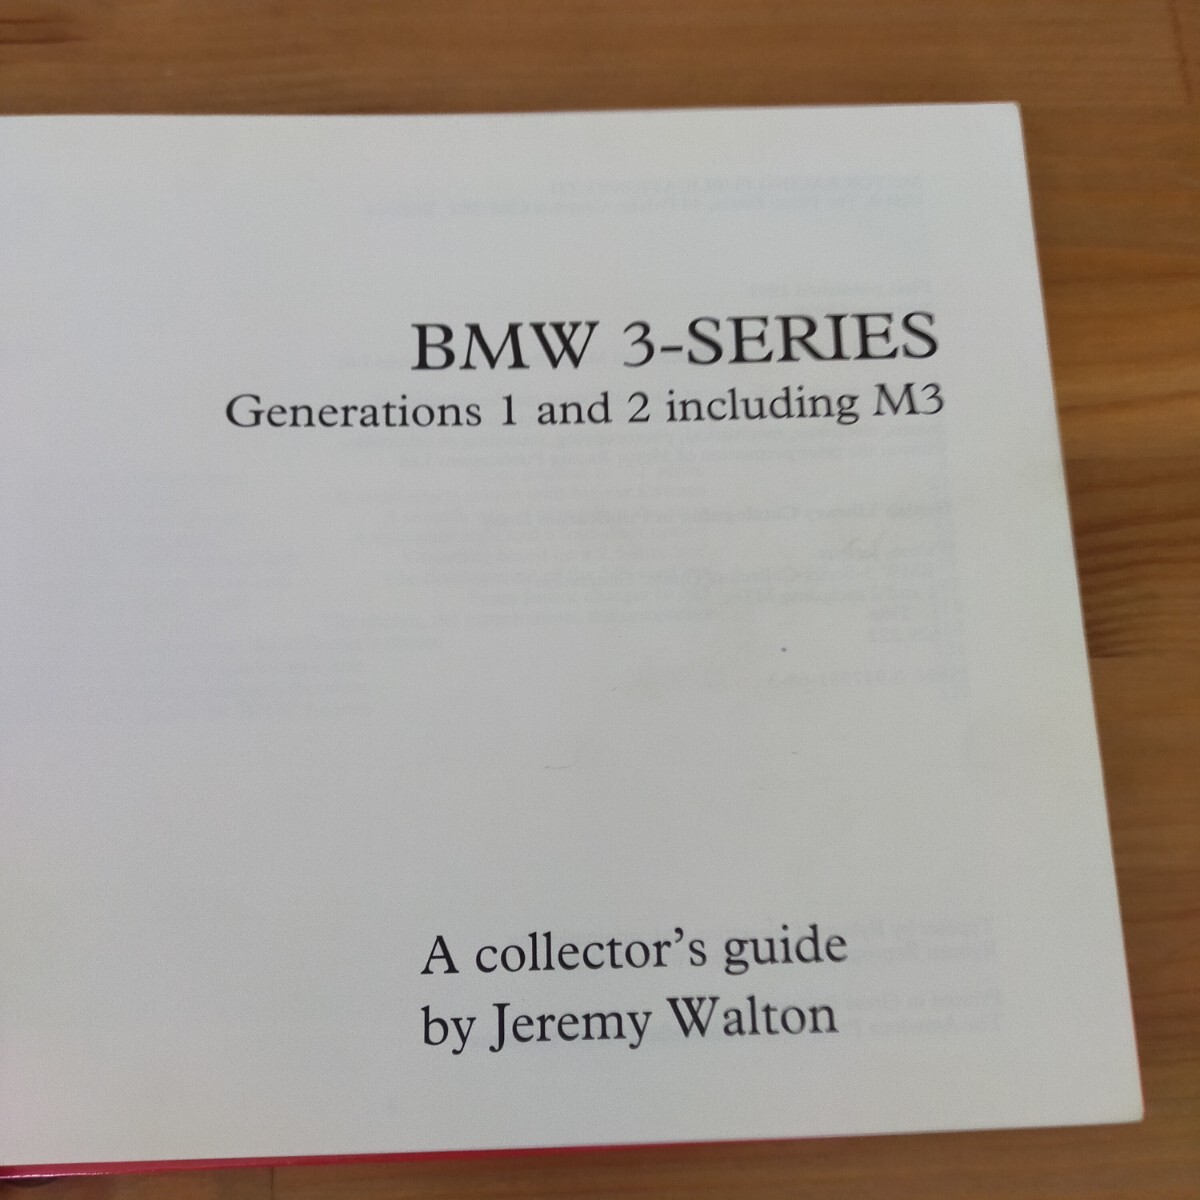 BMW 3-SERIES
Generations 1 and 2 including M3
A collector's guide
by Jeremy Walton